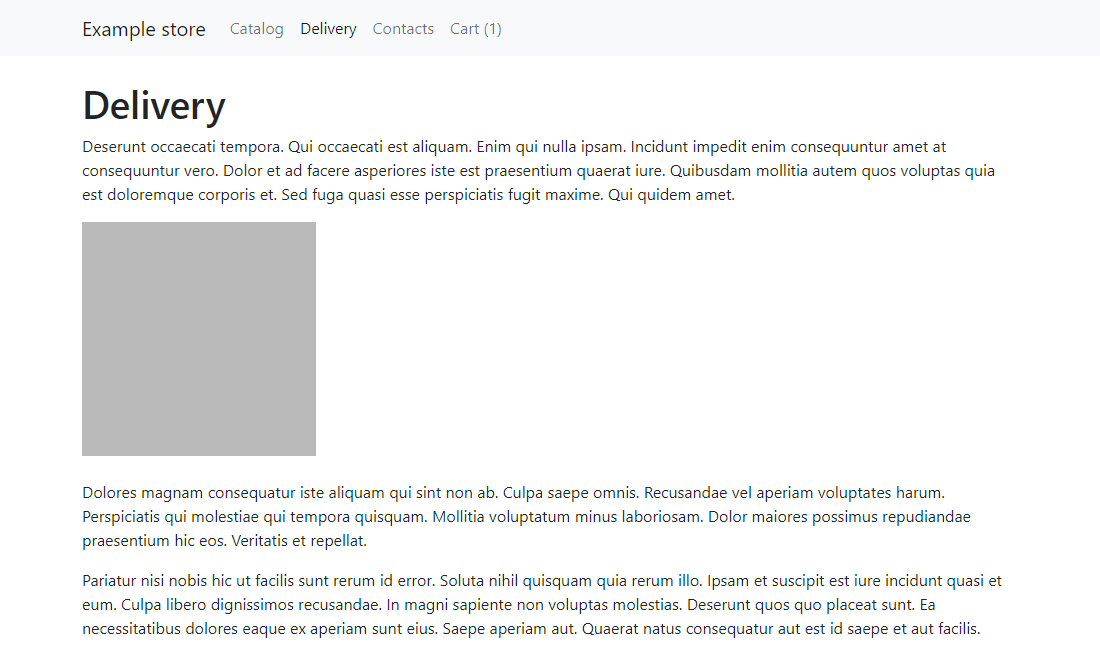 Example store Catalog Delivery Contacts Cart (1)
Delivery
Deserunt occaecati tempora. Qui occaecati est aliquam. Enim qui nulla ipsam. Incidunt impedit enim consequuntur amet at
consequuntur vero. Dolor et ad facere asperiores iste est praesentium quaerat iure. Quibusdam mollitia autem quos voluptas quia
est doloremque corporis et. Sed fuga quasi esse perspiciatis fugit maxime. Qui quidem amet.
Dolores magnam consequatur iste aliquam qui sint non ab. Culpa saepe omnis. Recusandae vel aperiam voluptates harum.
Perspiciatis qui molestiae qui tempora quisquam. Mollitia voluptatum minus laboriosam. Dolor maiores possimus repudiandae
praesentium hic eos. Veritatis et repellat.
Pariatur nisi nobis hic ut facilis sunt rerum id error. Soluta nihil quisquam quia rerum illo. Ipsam et suscipit est iure incidunt quasi et
eum. Culpa libero dignissimos recusandae. In magni sapiente non voluptas molestias. Deserunt quos quo placeat sunt. Ea
necessitatibus dolores eaque ex aperiam sunt eius. Saepe aperiam aut. Quaerat natus consequatur aut est id saepe et aut facilis.